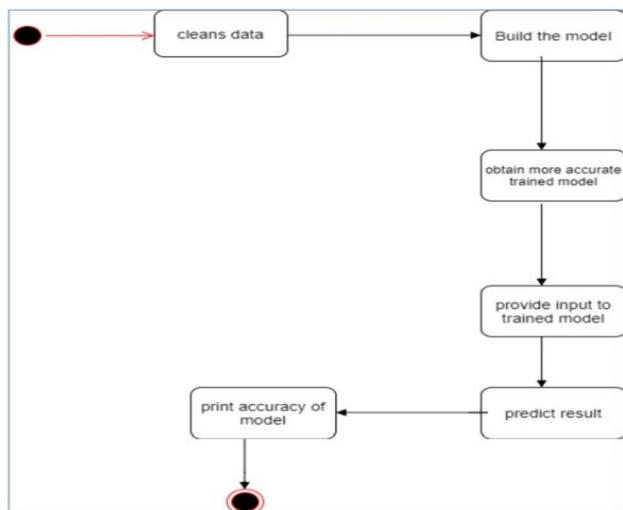 cleans data
Build the model
obtain more accurate
trained model
provide input to
trained model
predict result
print accuracy of
model